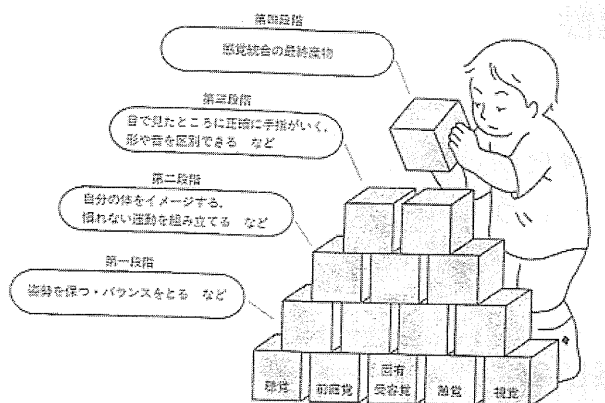 第四段階
感覚統合の最終産物
第三段階
目で見たところに正確に手指がいく、
形や音を区別できる など
第二段階
自分の体をイメージする、
慣れない運動を組み立てる など
第一段階
姿勢を保つ・バランスをとる など
聴覚
前庭覚
固有
受容覚
触覚
視覚